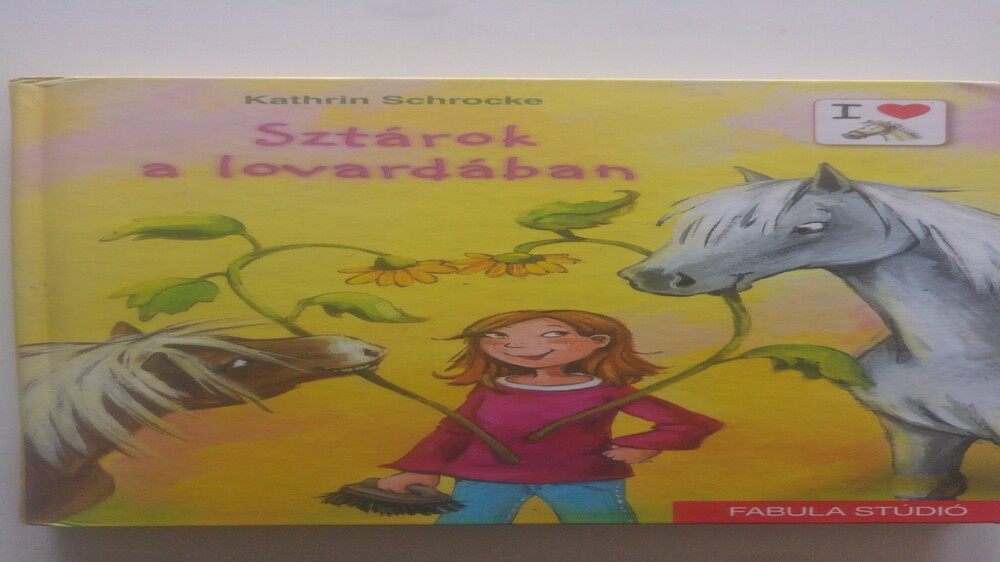 Kathrin Schrocke
Sztárok
a lovardában
I
FABULA STÚDIÓ